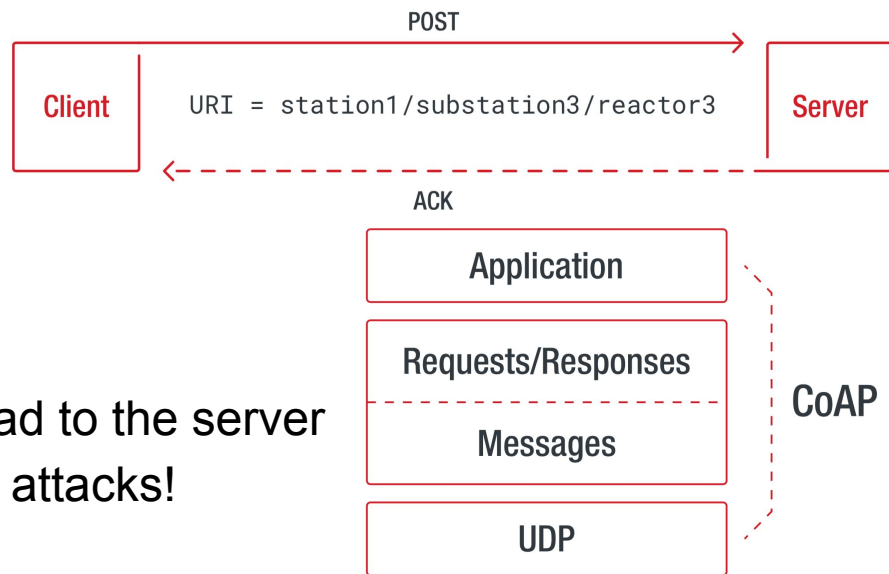 POST
Client
URI = station1/substation3/reactor3
Server
ACK
Application
Requests/Responses
CoAP
Messages
ad to the server
attacks!
UDP